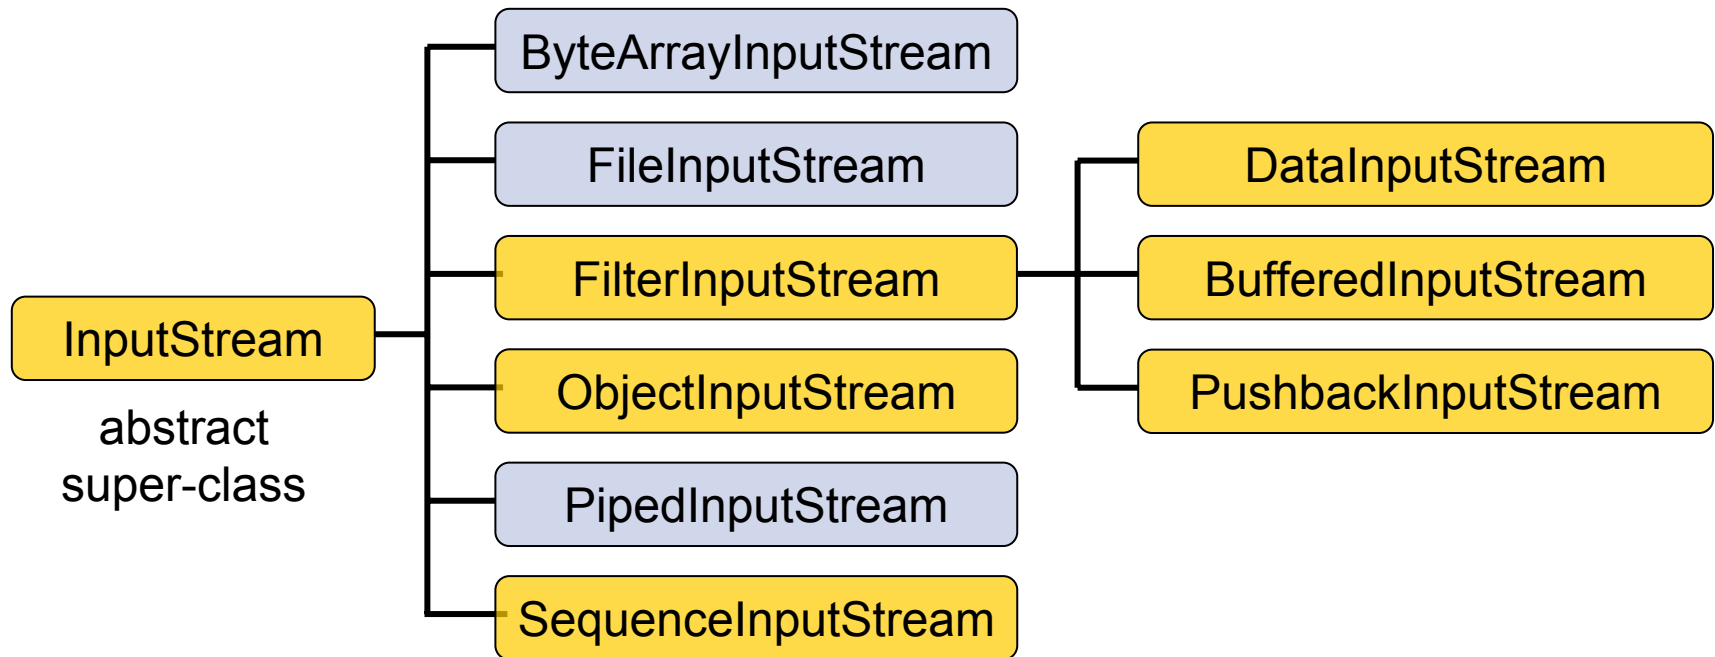 ByteArrayInputStream
FileInputStream
DataInputStream
FilterInputStream
BufferedInputStream
InputStream
ObjectInputStream
PushbackInputStream
abstract
super-class
PipedInputStream
SequenceInputStream